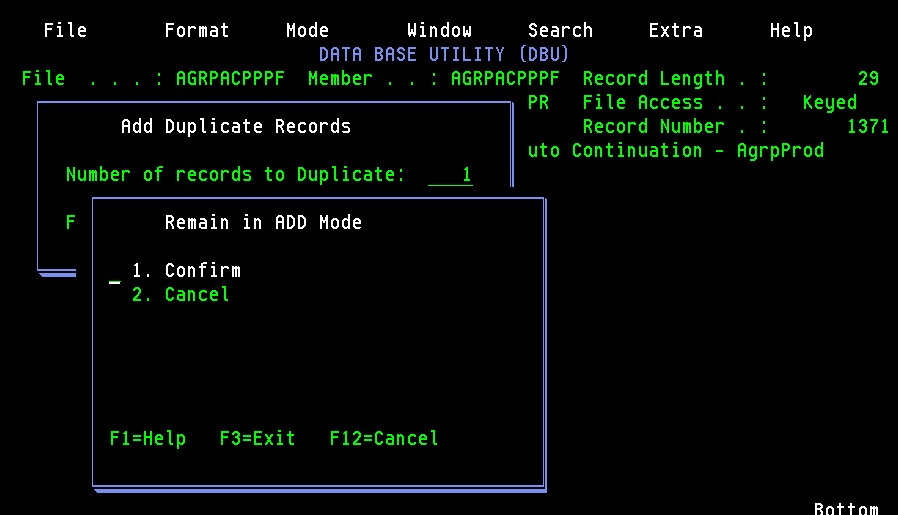 File Format Mode Window Search Extra Help
DATA BASE UTILITY (DBU)
File . . . : AGRPACPPPF Member . . : AGRPACPPPF Record Length . : 29
PR File Access . . : Keyed
Add Duplicate Records Record Number . : 1371
uto Continuation - AgrpProd
Number of records to Duplicate: 1
F Remain in ADD Mode
1. Confirm
2. Cancel
F1=Help F3=Exit F12=Cancel
Bottom